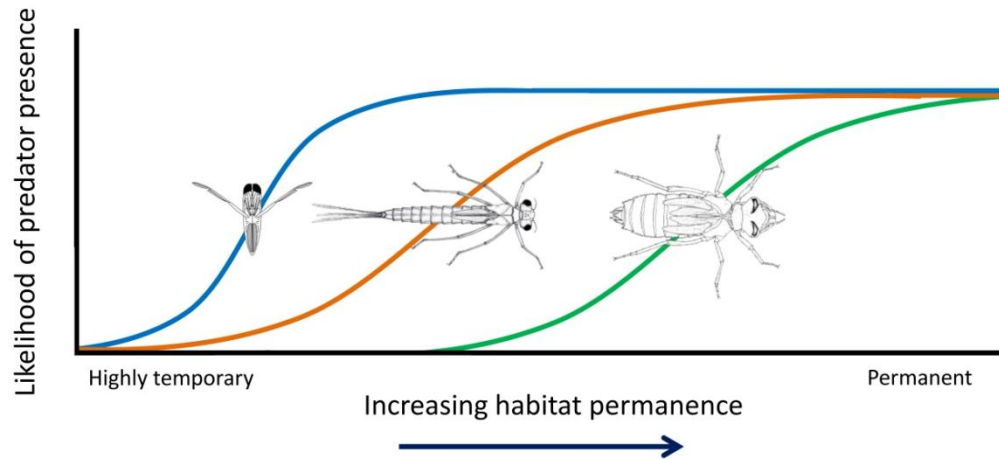 Likelihood of predator presence
Highly temporary
Permanent
Increasing habitat permanence